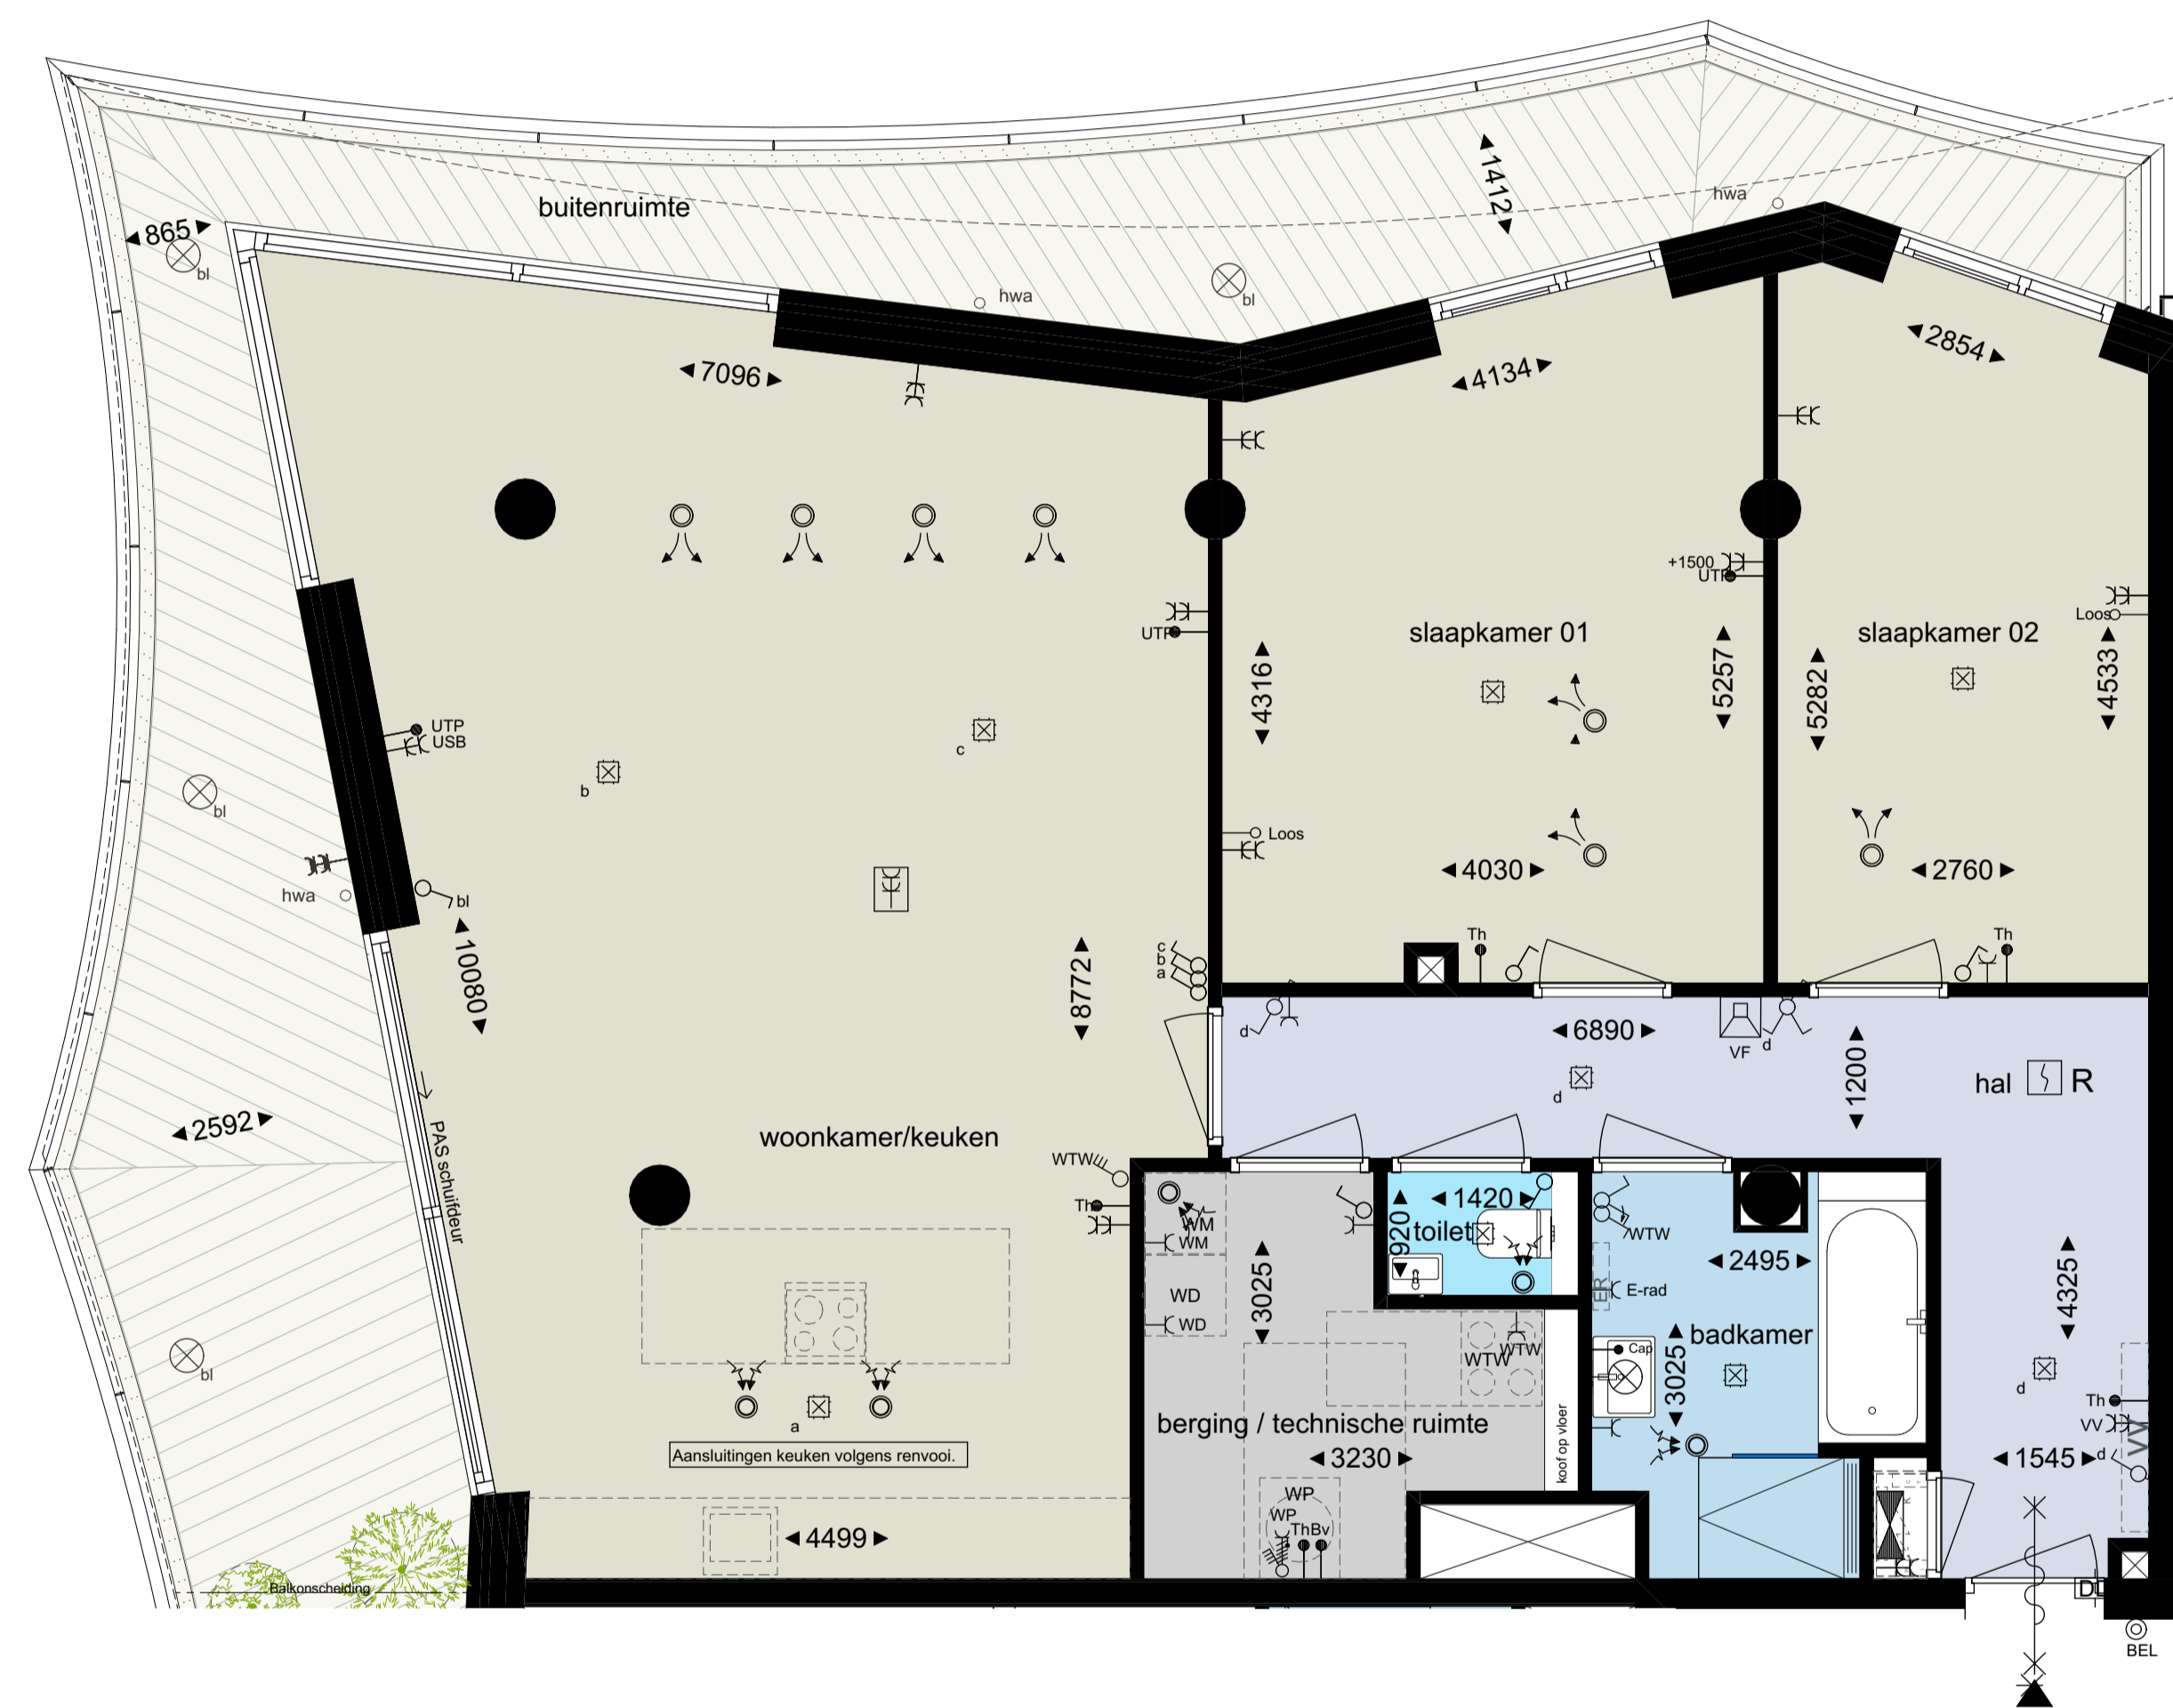 buitenruimte
1412
hwa
865
bl
hwa
bl
7096
4134
2854
+1500
UTP
UTP
Loos
slaapkamer 01
slaapkamer 02
4316
5257
5282
4533
UTP
USB
c
b
bl
Loos
4030
2760
hwa
bl
10080
8772
c
b
a
Th
Th
d
6890
VF
d
1200
hal
R
d
2592
PAS schuifdeur
woonkamer/keuken
WTW
Th
WM
WM
WD
WD
3025
1420
920
toilet
WTW
2495
ER
E-rad
4325
badkamer
Cap
3025
WTW
WTW
bl
d
Th
VV
VV
d
a
Aansluitingen keuken volgens renvooi.
berging / technische ruimte
3230
koof op vloer
1545
WP
WP
ThBv
4499
K
Balkonscheiding
BEL